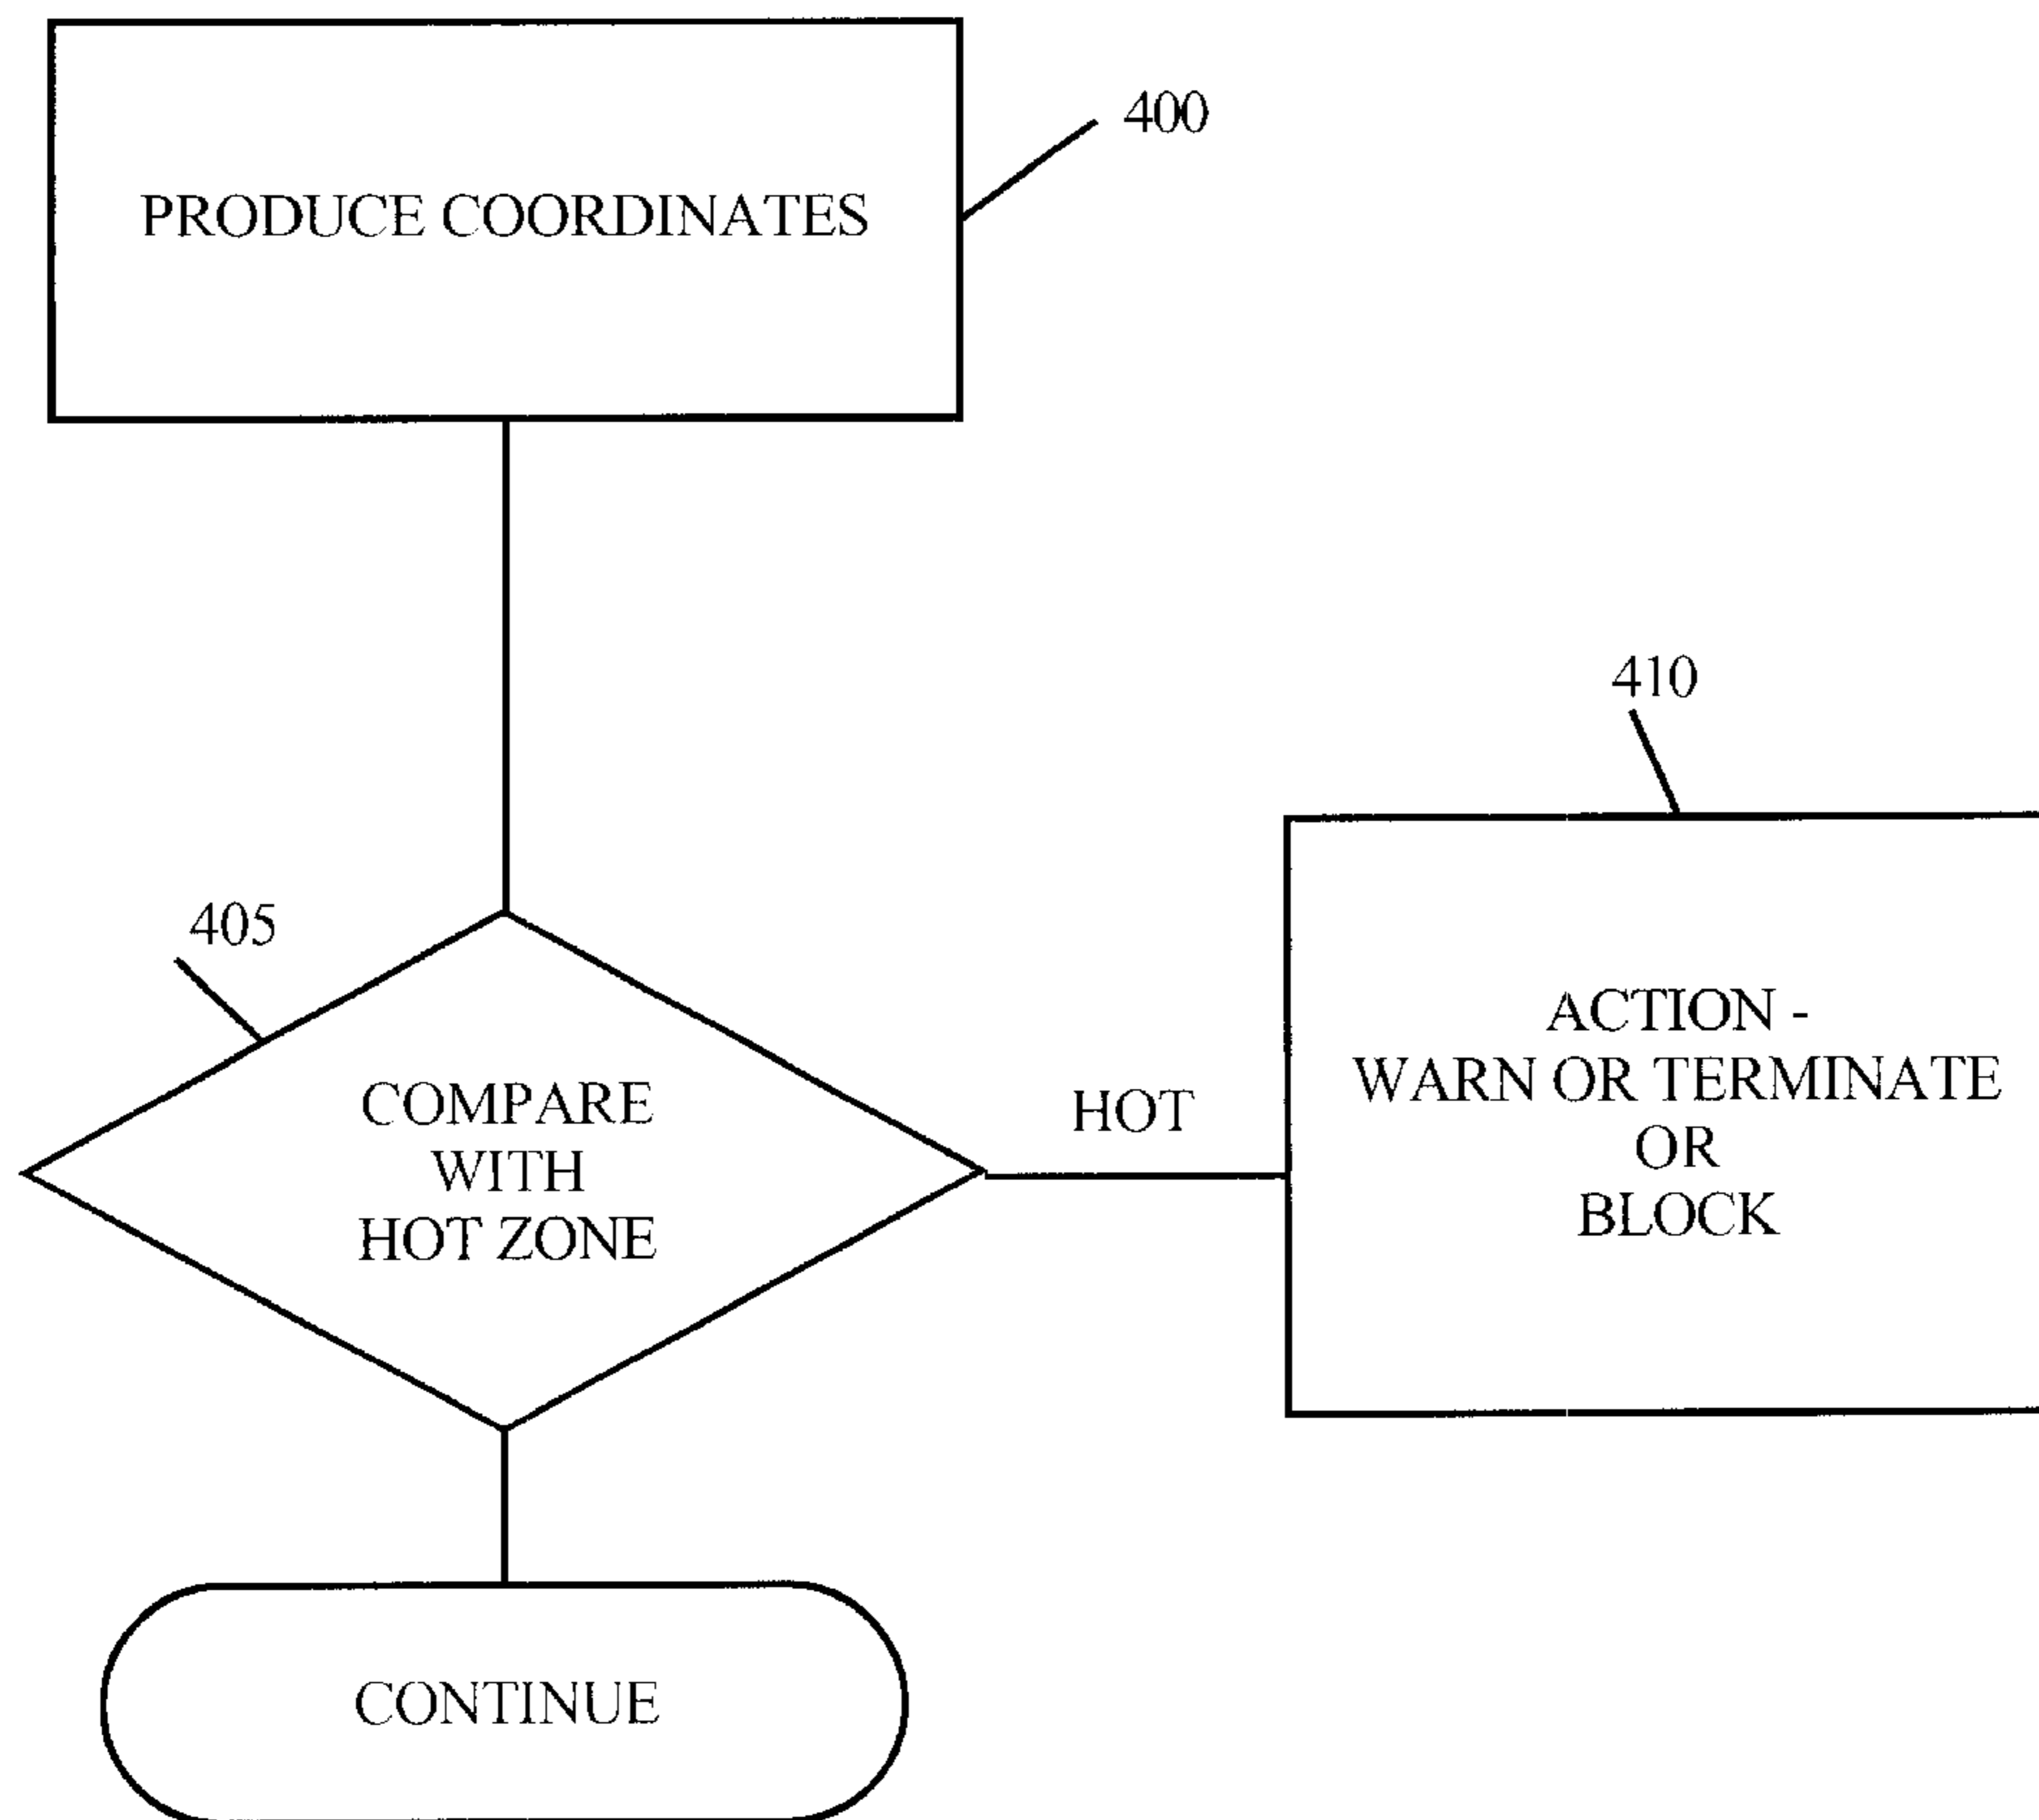 400
PRODUCE COORDINATES
410
405
COMPARE
WITH
HOT ZONE
HOT
ACTION -
WARN OR TERMINATE
OR
BLOCK
CONTINUE